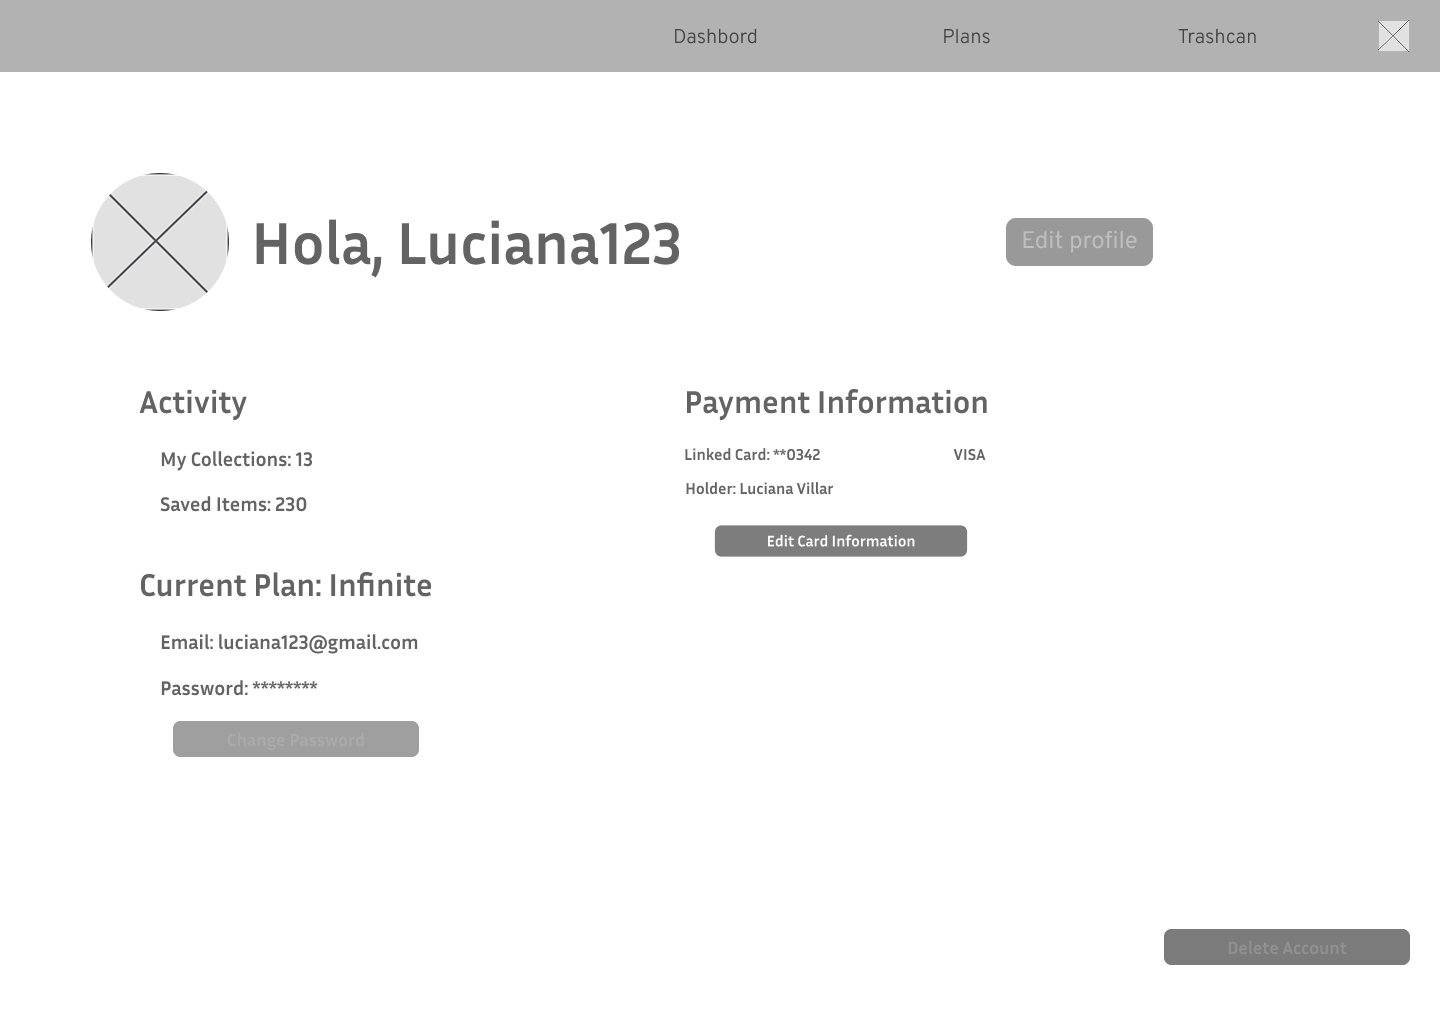 Dashbord Plans Trashcan
Hola, Luciana123
Edit profile
Activity
My Collections: 13
Saved Items: 230
Current Plan: Infinite
Email: luciana123@gmail.com
Password: ********
Change Password
Payment Information
Linked Card: **0342 VISA
Holder: Luciana Villar
Edit Card Information
Delete Account